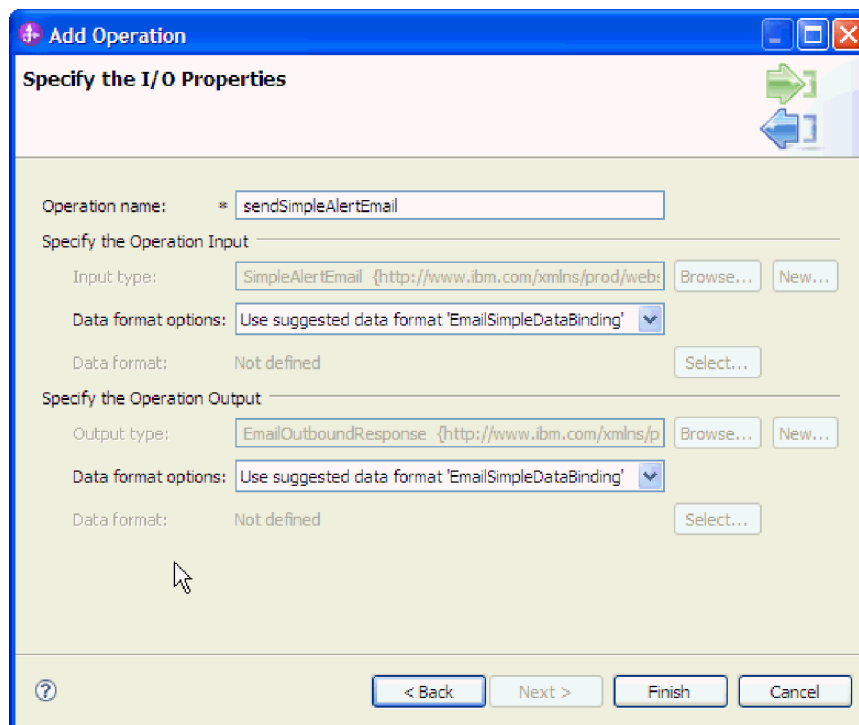 Add Operation
Specify the I/O Properties
Operation name: * sendSimpleAlertEmail
Specify the Operation Input
Input type: SimpleAlertEmail {http://www.ibm.com/xmlns/prod/webs Browse... New...
Data format options: Use suggested data format 'EmailSimpleDataBinding'
Data format: Not defined Select...
Specify the Operation Output
Output type: EmailOutboundResponse {http://www.ibm.com/xmlns/p Browse... New...
Data format options: Use suggested data format 'EmailSimpleDataBinding'
Data format: Not defined Select...
? < Back Next > Finish Cancel